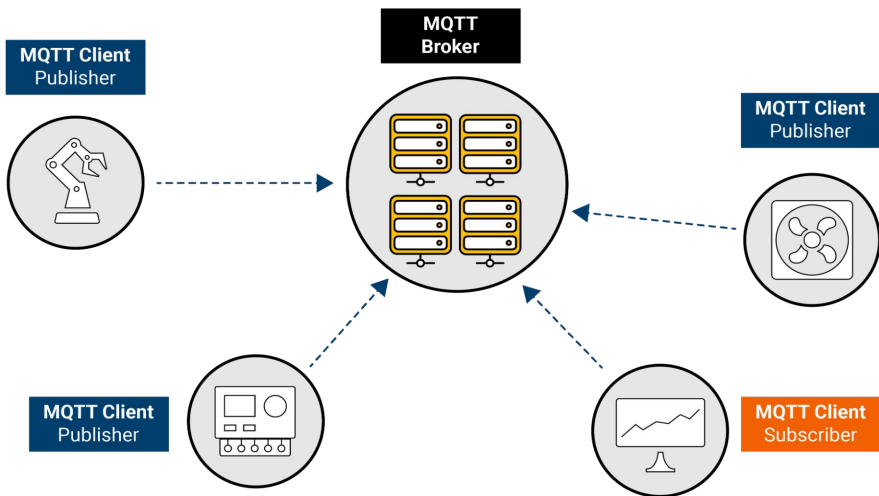 MQTT
Broker
MQTT Client
Publisher
MQTT Client
Publisher
MQTT Client
Publisher
MQTT Client
Subscriber